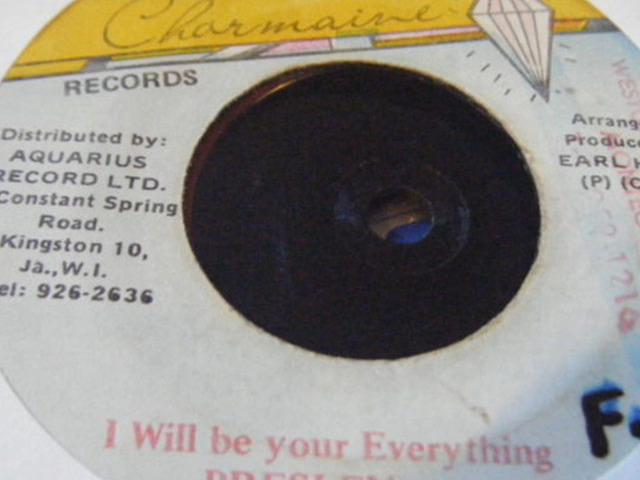 Charmaine
RECORDS
Distributed by:
AQUARIUS
RECORD LTD.
Constant Spring
Road.
Kingston 10,
Ja.,W.I.
el: 926-2636
Arrang
Produce
EARL
(P) (C
I Will be your Everything
F.